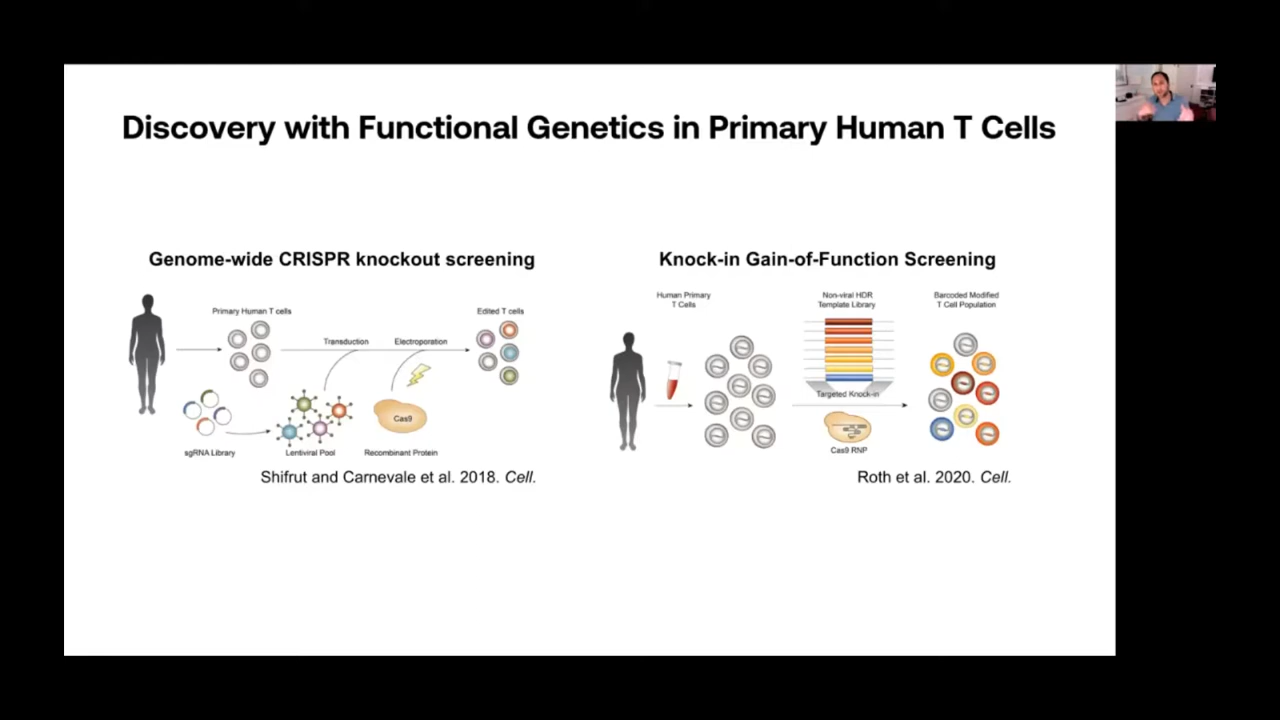 Discovery with Functional Genetics in Primary Human T Cells
Genome-wide CRISPR knockout screening
Primary Human T cells
Edited T cells
Transduction
Electroporation
Cas9
sgRNA Library
Lentiviral Pool
Recombinant Protein
Shifrut and Carnevale et al. 2018. Cell.
Knock-in Gain-of-Function Screening
Human Primary
T Cells
Non-viral HDR
Template Library
Barcoded Modified
T Cell Population
Targeted Knock-in
Cas9 RNP
Roth et al. 2020. Cell.